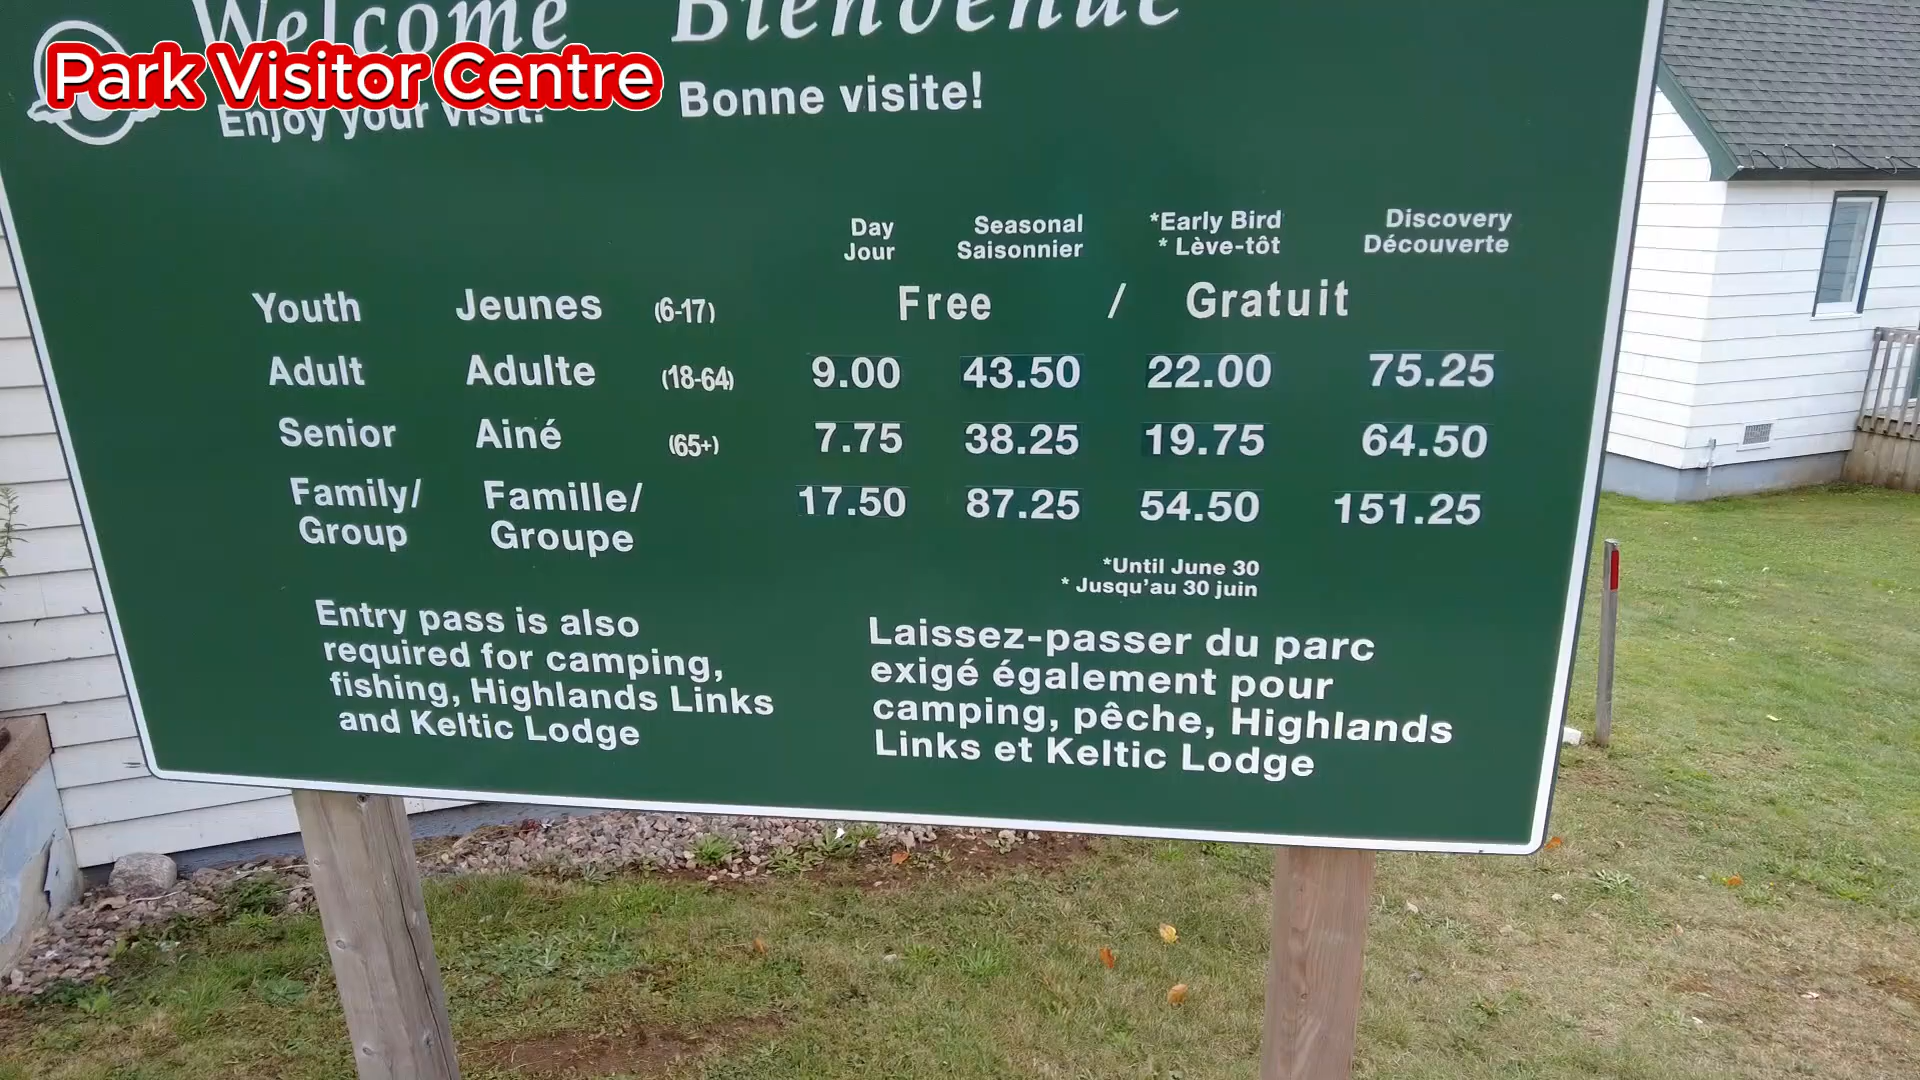 Welcome Bienvenue
Park Visitor Centre
Enjoy your visit! Bonne visite!
Day Seasonal *Early Bird Discovery
Jour Saisonnier * Lève-tôt Découverte
Youth Jeunes (6-17) Free / Gratuit
Adult Adulte (18-64) 9.00 43.50 22.00 75.25
Senior Ainé (65+) 7.75 38.25 19.75 64.50
Family/ Famille/ 17.50 87.25 54.50 151.25
Group Groupe
*Until June 30
* Jusqu'au 30 juin
Entry pass is also
required for camping,
fishing, Highlands Links
and Keltic Lodge
Laissez-passer du parc
exigé également pour
camping, pêche, Highlands
Links et Keltic Lodge